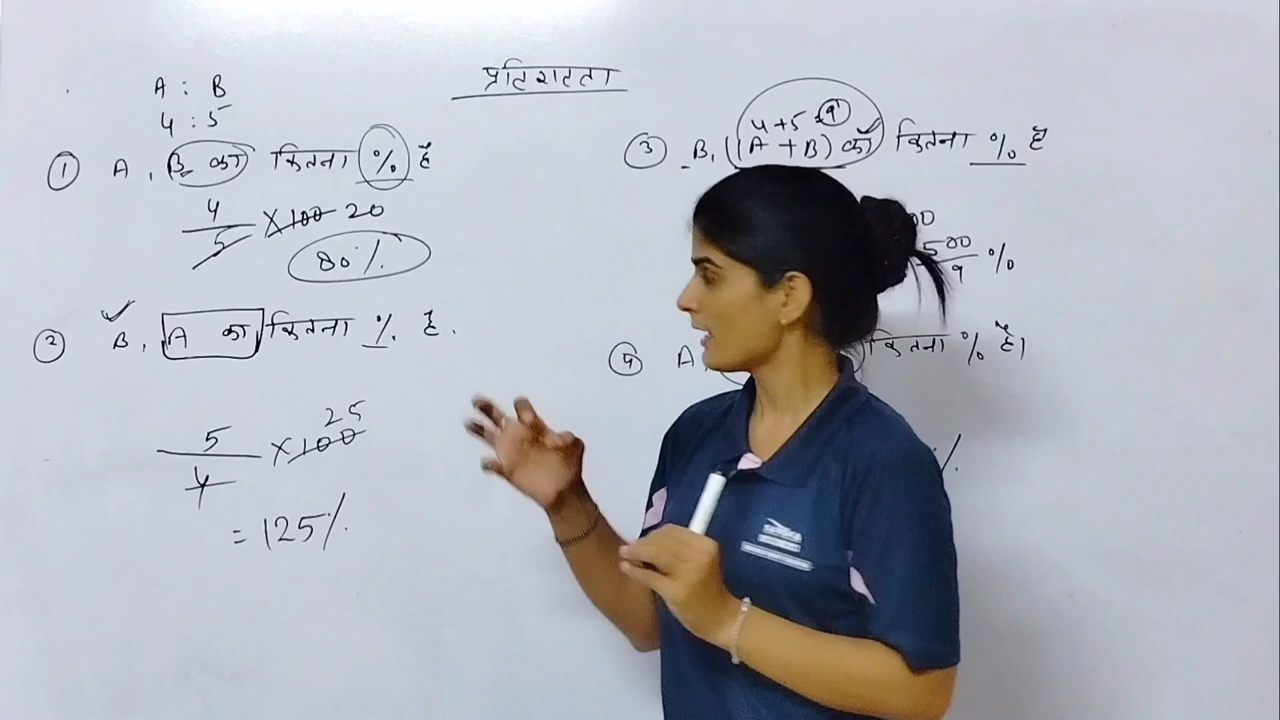 प्रतिशतता
A : B
4 : 5
① A, B का कितना % है
4/5 × 100 20
80%
② B, A का कितना % है.
5/4 × 100 25
= 125%
4+5 = 9
③ B, (A + B) का कितना % है
00
500/9 %
④ A, कितना % है।
%